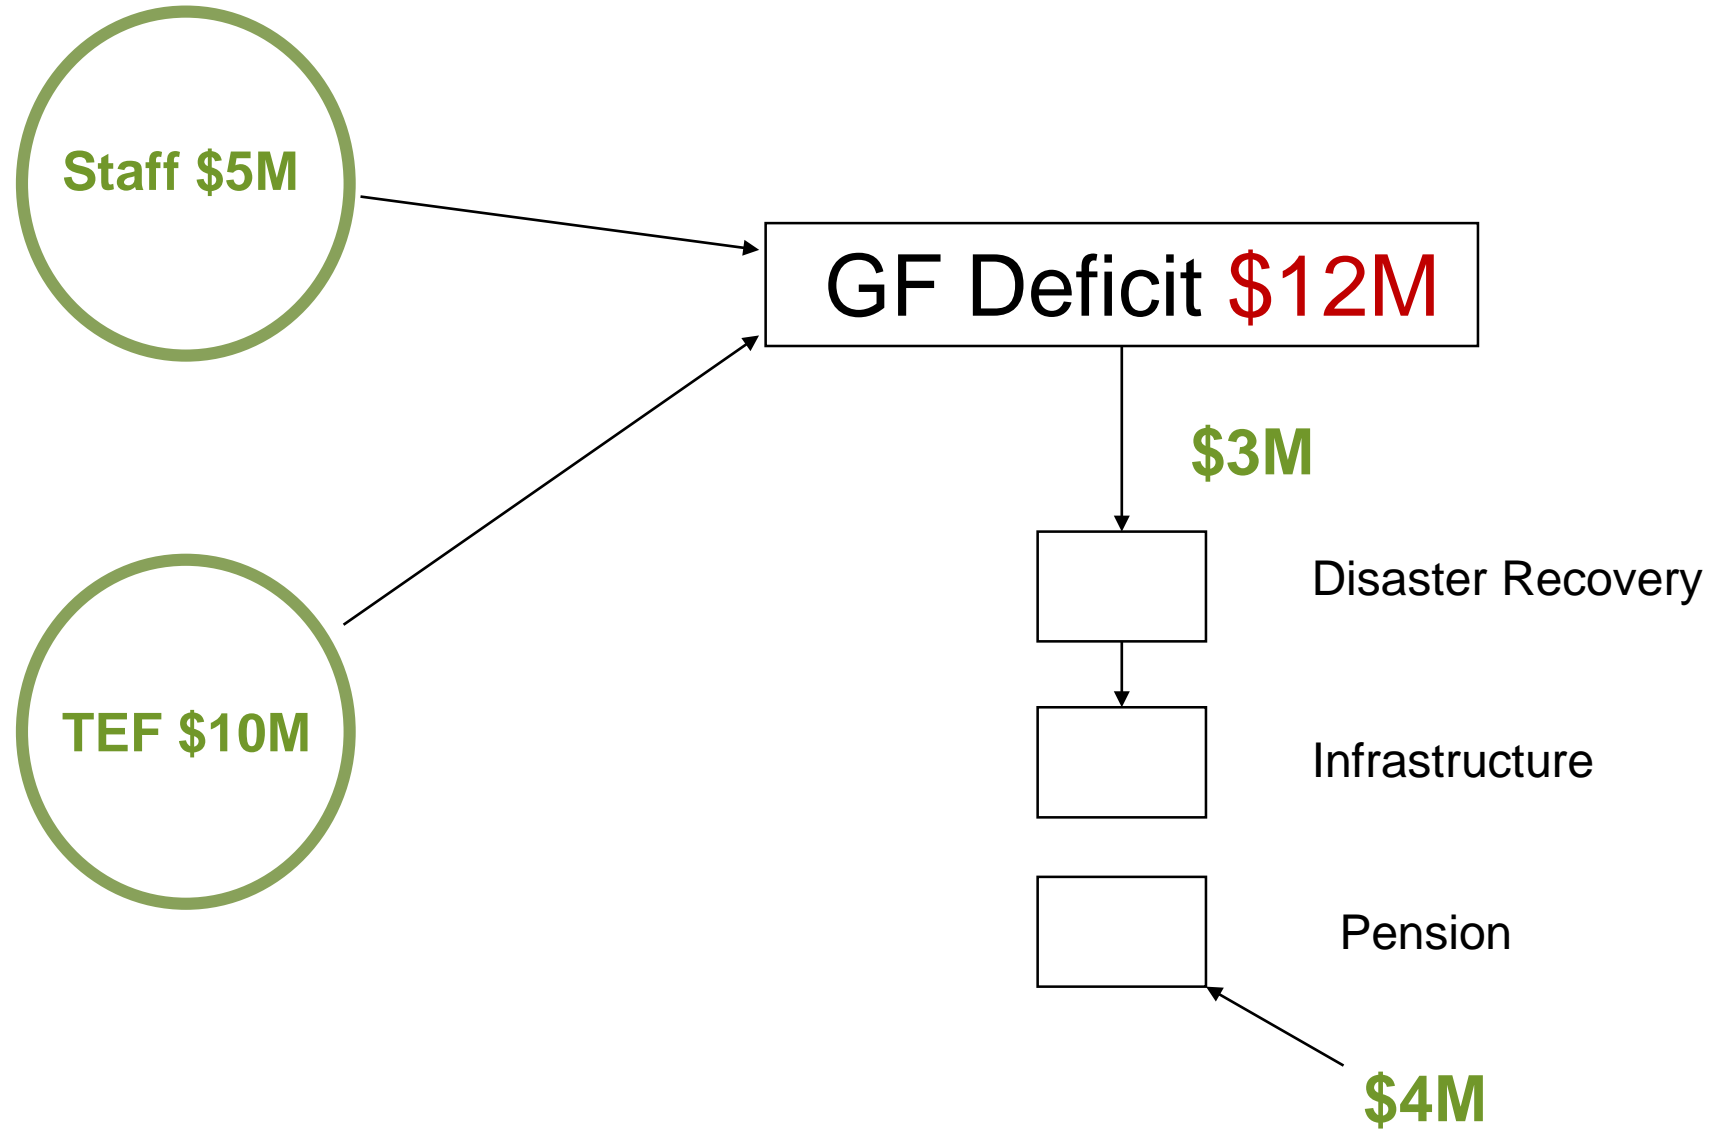 Staff $5M
GF Deficit $12M
$3M
Disaster Recovery
TEF $10M
Infrastructure
Pension
$4M